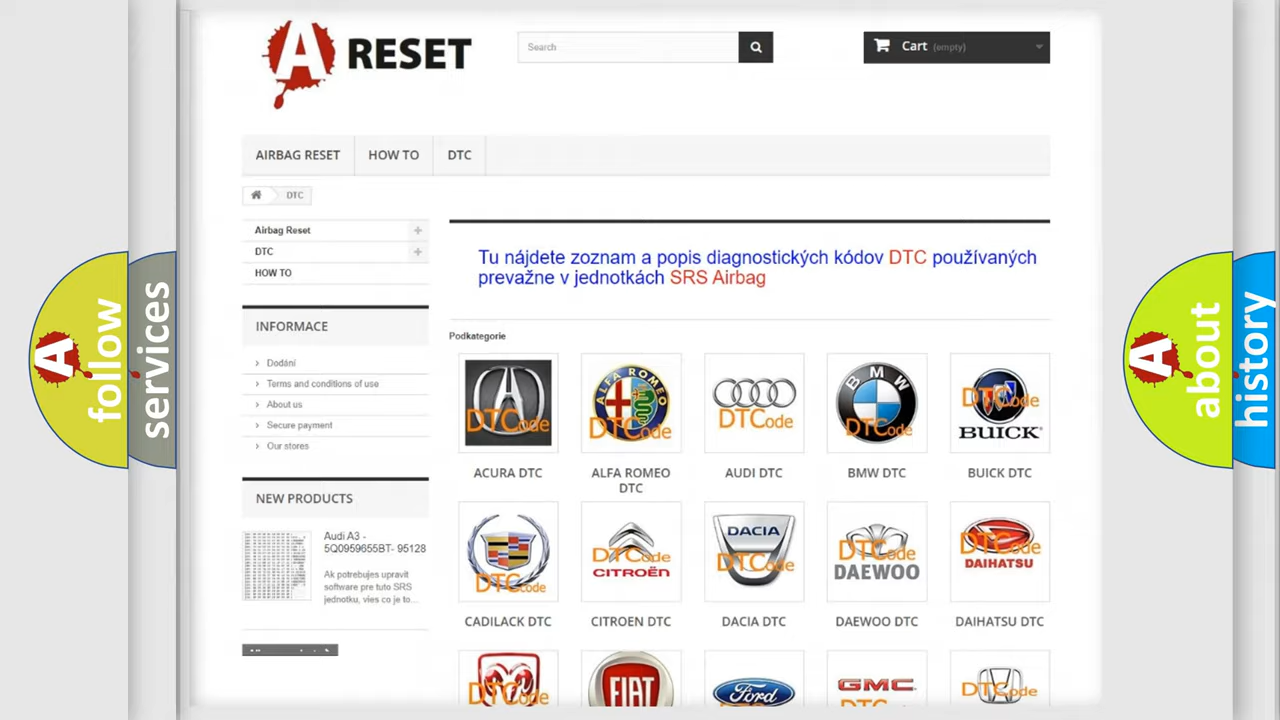 A RESET
Search
Cart (empty)
AIRBAG RESET
HOW TO
DTC
DTC
Airbag Reset
DTC
HOW TO
Tu nájdete zoznam a popis diagnostických kódov DTC používaných
prevažne v jednotkách SRS Airbag
INFORMACE
Dodání
Terms and conditions of use
About us
Secure payment
Our stores
NEW PRODUCTS
Audi A3 -
5Q0959655BT- 95128
Ak potrebujes upravit
software pre tuto SRS
jednotku, vies co je to...
Podkategorie
DTCode
ALFA ROMEO
DTCode
DTCode
BMW
DTCode
DTCode
BUICK
ACURA DTC
ALFA ROMEO
DTC
AUDI DTC
BMW DTC
BUICK DTC
DTCode
DTCode
CITROËN
DACIA
DTCode
DTCode
DAEWOO
DTCode
DAIHATSU
CADILACK DTC
CITROEN DTC
DACIA DTC
DAEWOO DTC
DAIHATSU DTC
DTCode
FIAT
Ford
GMC
DTCode
A follow
services
A about
history